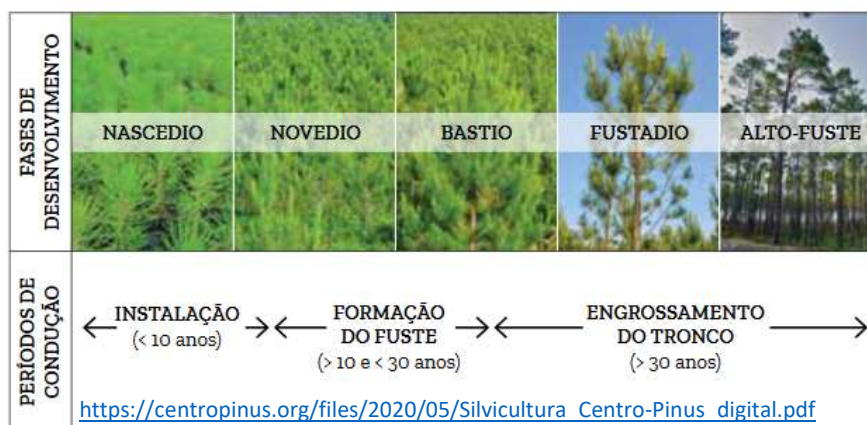 FASES DE
DESENVOLVIMENTO
NASCEDIO
NOVEDIO
BASTIO
FUSTADIO
ALTO-FUSTE
PERÍODOS DE
CONDUÇÃO
INSTALAÇÃO
(< 10 anos)
FORMAÇÃO
DO FUSTE
(> 10 e < 30 anos)
ENGROSSAMENTO
DO TRONCO
(> 30 anos)
https://centropinus.org/files/2020/05/Silvicultura_Centro-Pinus_digital.pdf